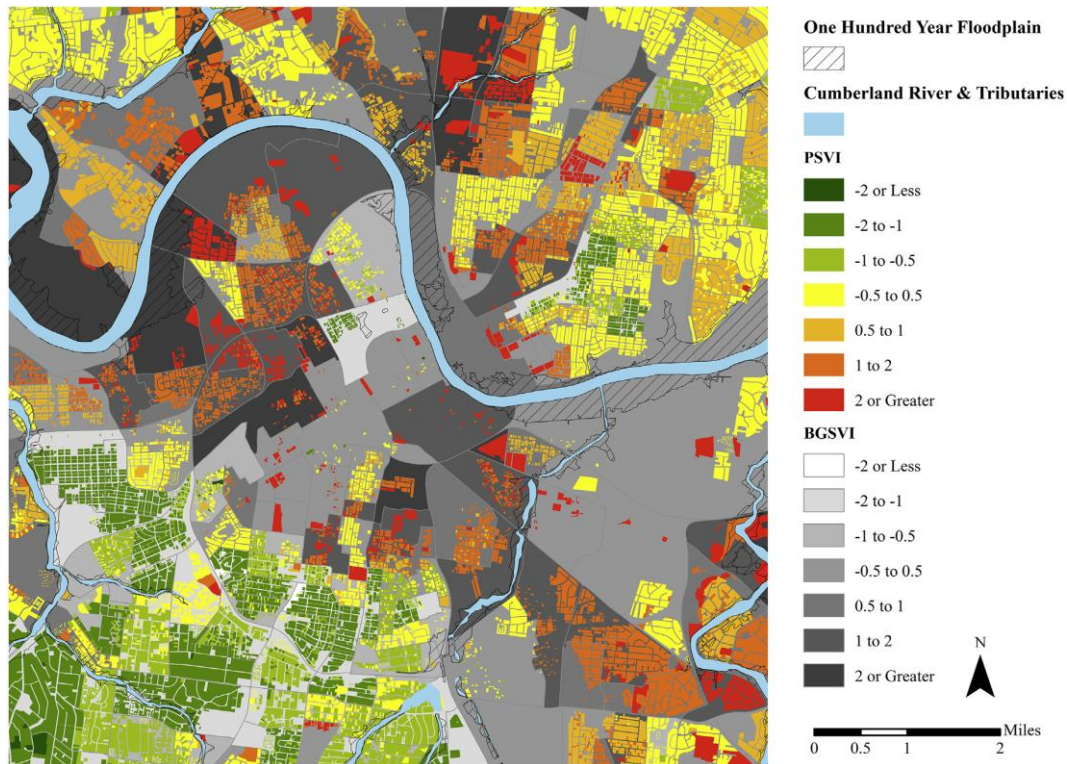 One Hundred Year Floodplain
Cumberland River & Tributaries
PSVI
-2 or Less
-2 to -1
-1 to -0.5
-0.5 to 0.5
0.5 to 1
1 to 2
2 or Greater
BGSVI
-2 or Less
-2 to -1
-1 to -0.5
-0.5 to 0.5
0.5 to 1
1 to 2
2 or Greater
N
Miles
0 0.5 1 2